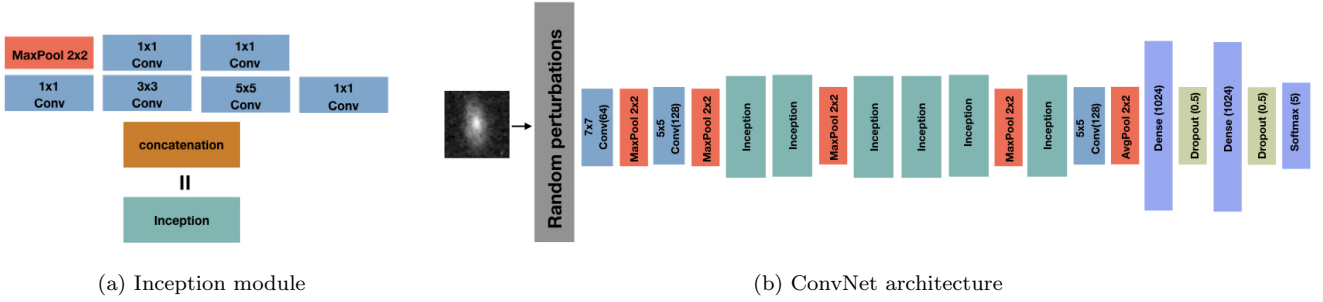 MaxPool 2x2
1x1
Conv
1x1
Conv
1x1
Conv
3x3
Conv
5x5
Conv
1x1
Conv
concatenation
=
Inception
(a) Inception module
Random perturbations
7x7
Conv(64)
MaxPool 2x2
5x5
Conv(128)
MaxPool 2x2
Inception
Inception
MaxPool 2x2
Inception
Inception
Inception
MaxPool 2x2
Inception
5x5
Conv(128)
AvgPool 2x2
Dense (1024)
Dropout (0.5)
Dense (1024)
Dropout (0.5)
Softmax (5)
(b) ConvNet architecture